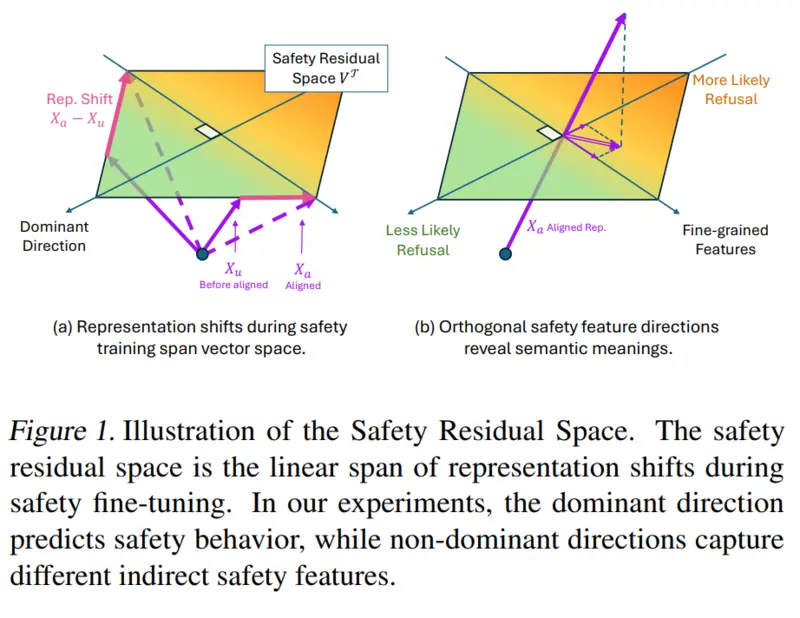 Safety Residual
Space V^𝒯
Rep. Shift
X_a − X_u
Dominant
Direction
X_u
Before aligned
X_a
Aligned
(a) Representation shifts during safety
training span vector space.
More Likely
Refusal
Less Likely
Refusal
X_a Aligned Rep.
Fine-grained
Features
(b) Orthogonal safety feature directions
reveal semantic meanings.
Figure 1. Illustration of the Safety Residual Space. The safety
residual space is the linear span of representation shifts during
safety fine-tuning. In our experiments, the dominant direction
predicts safety behavior, while non-dominant directions capture
different indirect safety features.